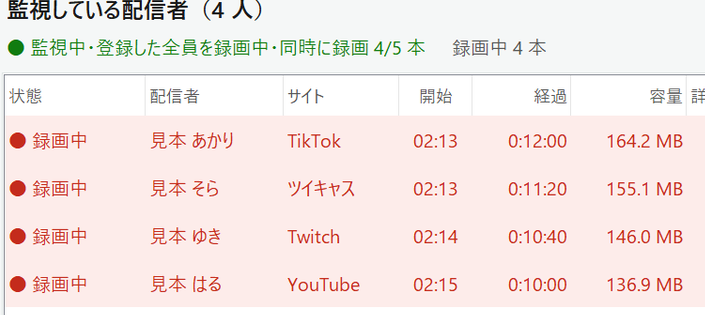 監視している配信者（4 人）
● 監視中・登録した全員を録画中・同時に録画 4/5 本 録画中 4 本
状態 配信者 サイト 開始 経過 容量 詳
● 録画中 見本 あかり TikTok 02:13 0:12:00 164.2 MB
● 録画中 見本 そら ツイキャス 02:13 0:11:20 155.1 MB
● 録画中 見本 ゆき Twitch 02:14 0:10:40 146.0 MB
● 録画中 見本 はる YouTube 02:15 0:10:00 136.9 MB